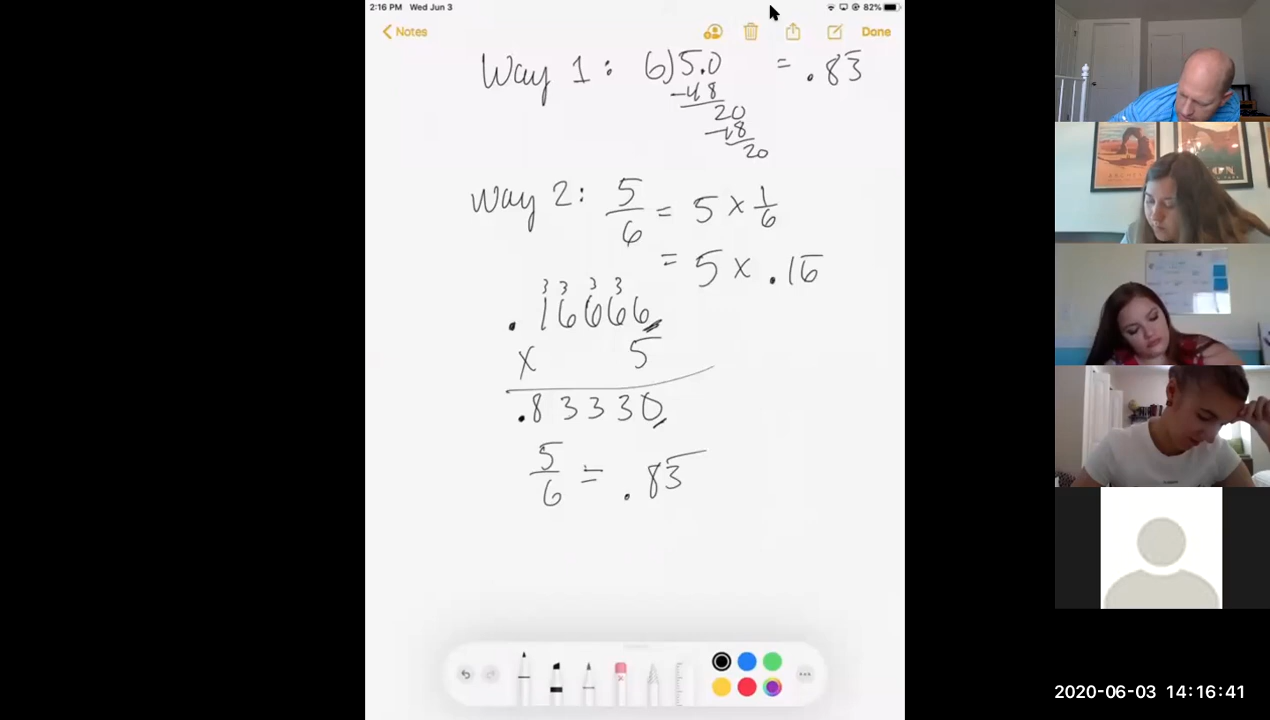 2:16 PM Wed Jun 3 82%
Notes Done
Way 1: 6)5.0 = .83̅
-48
20
-18
20
Way 2: 5/6 = 5 × 1/6
= 5 × .16̅
3 3 3 3
.16666
× 5
.83330
5/6 = .83̅
2020-06-03 14:16:41